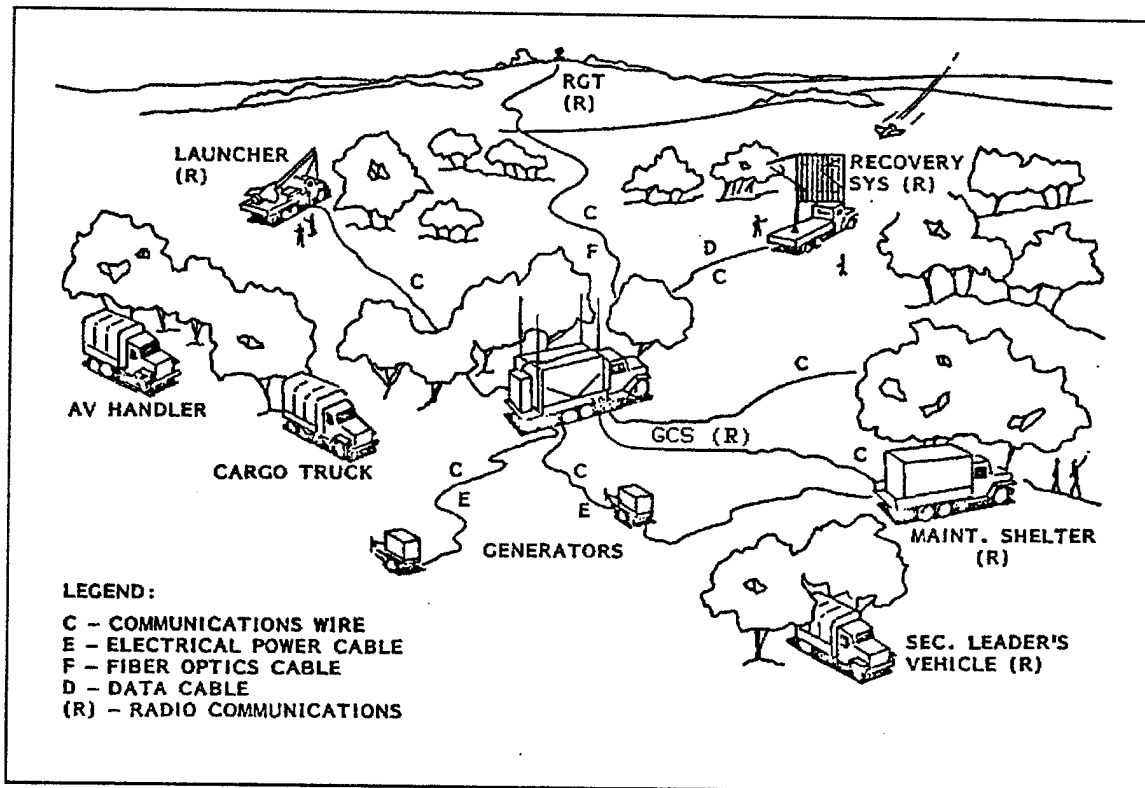 RGT
(R)
LAUNCHER
(R)
RECOVERY
SYS (R)
C
F
D
C
C
C
AV HANDLER
GCS (R)
C
CARGO TRUCK
C
E
C
E
GENERATORS
MAINT. SHELTER
(R)
LEGEND:
C – COMMUNICATIONS WIRE
E – ELECTRICAL POWER CABLE
F – FIBER OPTICS CABLE
D – DATA CABLE
(R) – RADIO COMMUNICATIONS
SEC. LEADER'S
VEHICLE (R)